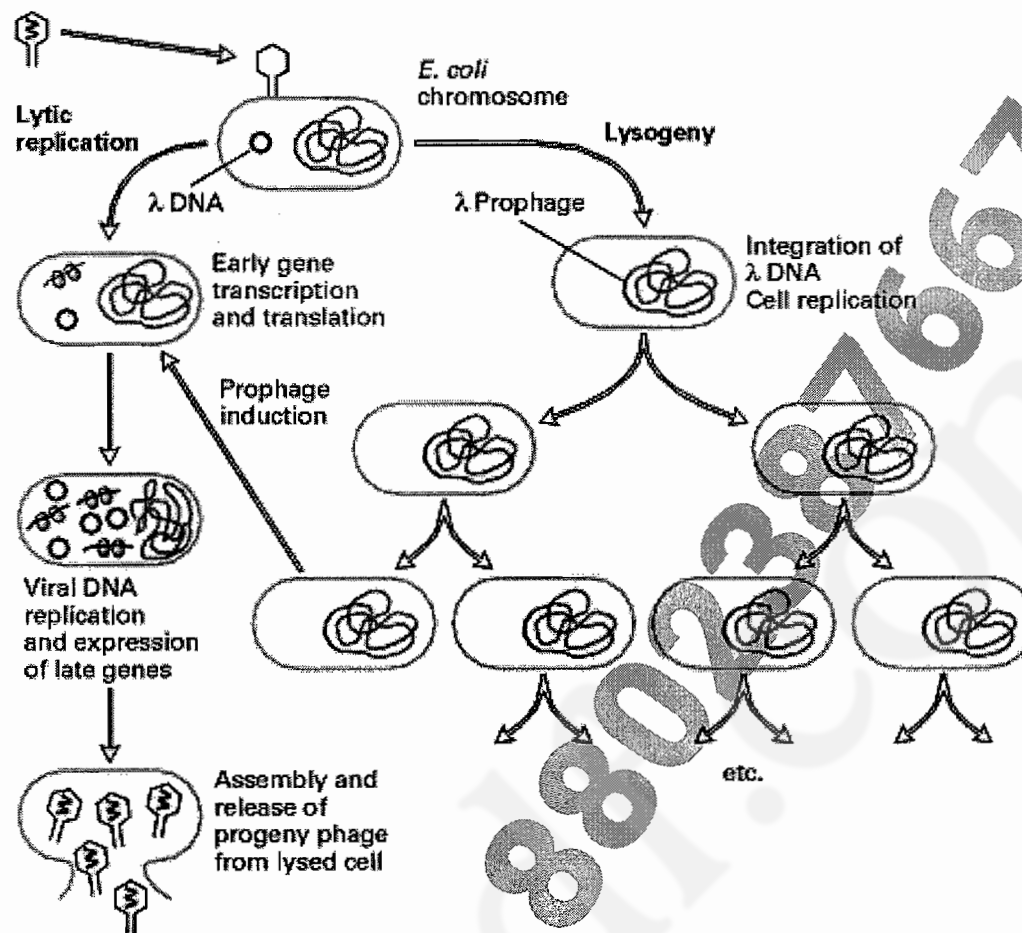 E. coli
chromosome
Lytic
replication
Lysogeny
λ DNA
λ Prophage
Early gene
transcription
and translation
Integration of
λ DNA
Cell replication
Prophage
induction
Viral DNA
replication
and expression
of late genes
etc.
Assembly and
release of
progeny phage
from lysed cell